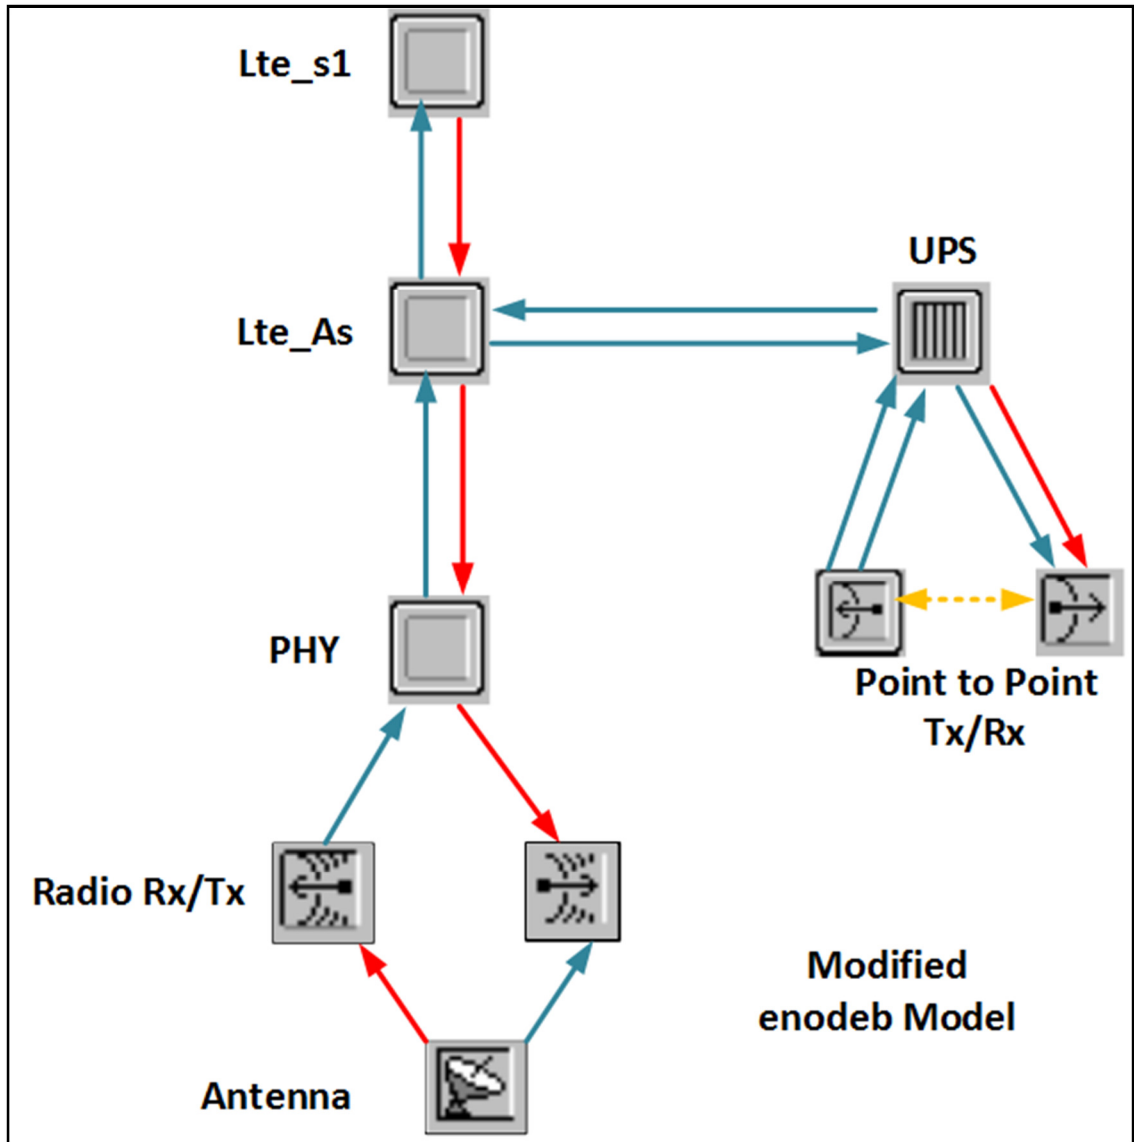 Lte_s1
UPS
Lte_As
PHY
Point to Point
Tx/Rx
Radio Rx/Tx
Modified
enodeb Model
Antenna